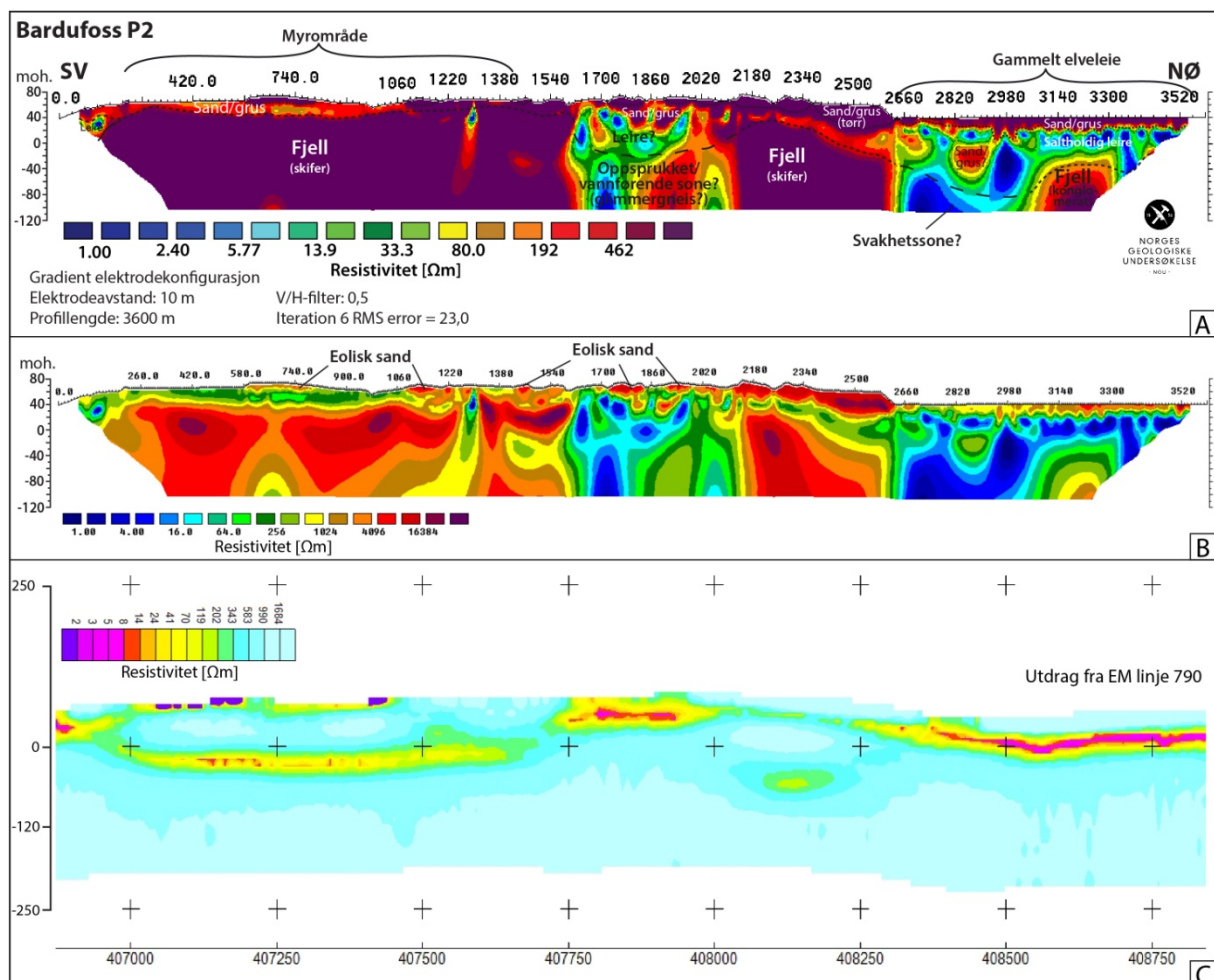 Bardufoss P2
Myrområde
SV
Gammelt elveleie
NØ
moh.
0.0 420.0 740.0 1060 1220 1380 1540 1700 1860 2020 2180 2340 2500 2660 2820 2980 3140 3300 3520
80
40
0
-40
-80
-120
Leire
Sand/grus
Fjell
(skifer)
Sand/grus
Leire?
Oppsprukket/
vannførende sone?
(glimmergneis?)
Fjell
(skifer)
Sand/grus
(tørr)
Sand/grus
Saltholdig leire
Sand/
grus?
Fjell
(konglo-
merat)
Svakhetssone?
NORGES
GEOLOGISKE
UNDERSØKELSE
- NGU -
1.00 2.40 5.77 13.9 33.3 80.0 192 462
Resistivitet [Ωm]
Gradient elektrodekonfigurasjon
Elektrodeavstand: 10 m V/H-filter: 0,5
Profillengde: 3600 m Iteration 6 RMS error = 23,0
A
Eolisk sand
Eolisk sand
moh.
0.0 260.0 420.0 580.0 740.0 900.0 1060 1220 1380 1540 1700 1860 2020 2180 2340 2500 2660 2820 2980 3140 3300 3520
80
40
0
-40
-80
-120
1.00 4.00 16.0 64.0 256 1024 4096 16384
Resistivitet [Ωm]
B
250
0
-120
-250
2 3 5 8 14 24 41 70 119 202 343 583 990 1684
Resistivitet [Ωm]
Utdrag fra EM linje 790
407000 407250 407500 407750 408000 408250 408500 408750
C